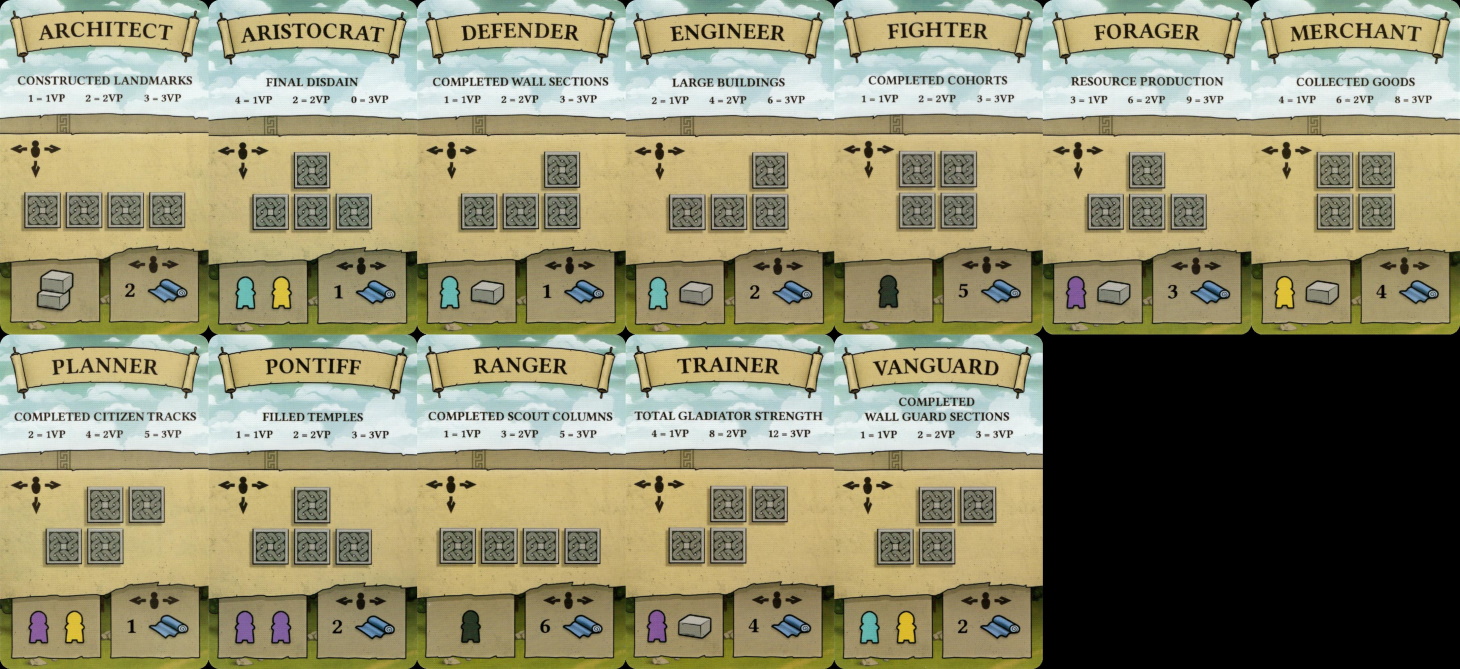 ARCHITECT
CONSTRUCTED LANDMARKS
1 = 1VP 2 = 2VP 3 = 3VP
2
ARISTOCRAT
FINAL DISDAIN
4 = 1VP 2 = 2VP 0 = 3VP
1
DEFENDER
COMPLETED WALL SECTIONS
1 = 1VP 2 = 2VP 3 = 3VP
1
ENGINEER
LARGE BUILDINGS
2 = 1VP 4 = 2VP 6 = 3VP
2
FIGHTER
COMPLETED COHORTS
1 = 1VP 2 = 2VP 3 = 3VP
5
FORAGER
RESOURCE PRODUCTION
3 = 1VP 6 = 2VP 9 = 3VP
3
MERCHANT
COLLECTED GOODS
4 = 1VP 6 = 2VP 8 = 3VP
4
PLANNER
COMPLETED CITIZEN TRACKS
2 = 1VP 4 = 2VP 5 = 3VP
1
PONTIFF
FILLED TEMPLES
1 = 1VP 2 = 2VP 3 = 3VP
2
RANGER
COMPLETED SCOUT COLUMNS
1 = 1VP 3 = 2VP 5 = 3VP
6
TRAINER
TOTAL GLADIATOR STRENGTH
4 = 1VP 8 = 2VP 12 = 3VP
4
VANGUARD
COMPLETED
WALL GUARD SECTIONS
1 = 1VP 2 = 2VP 3 = 3VP
2